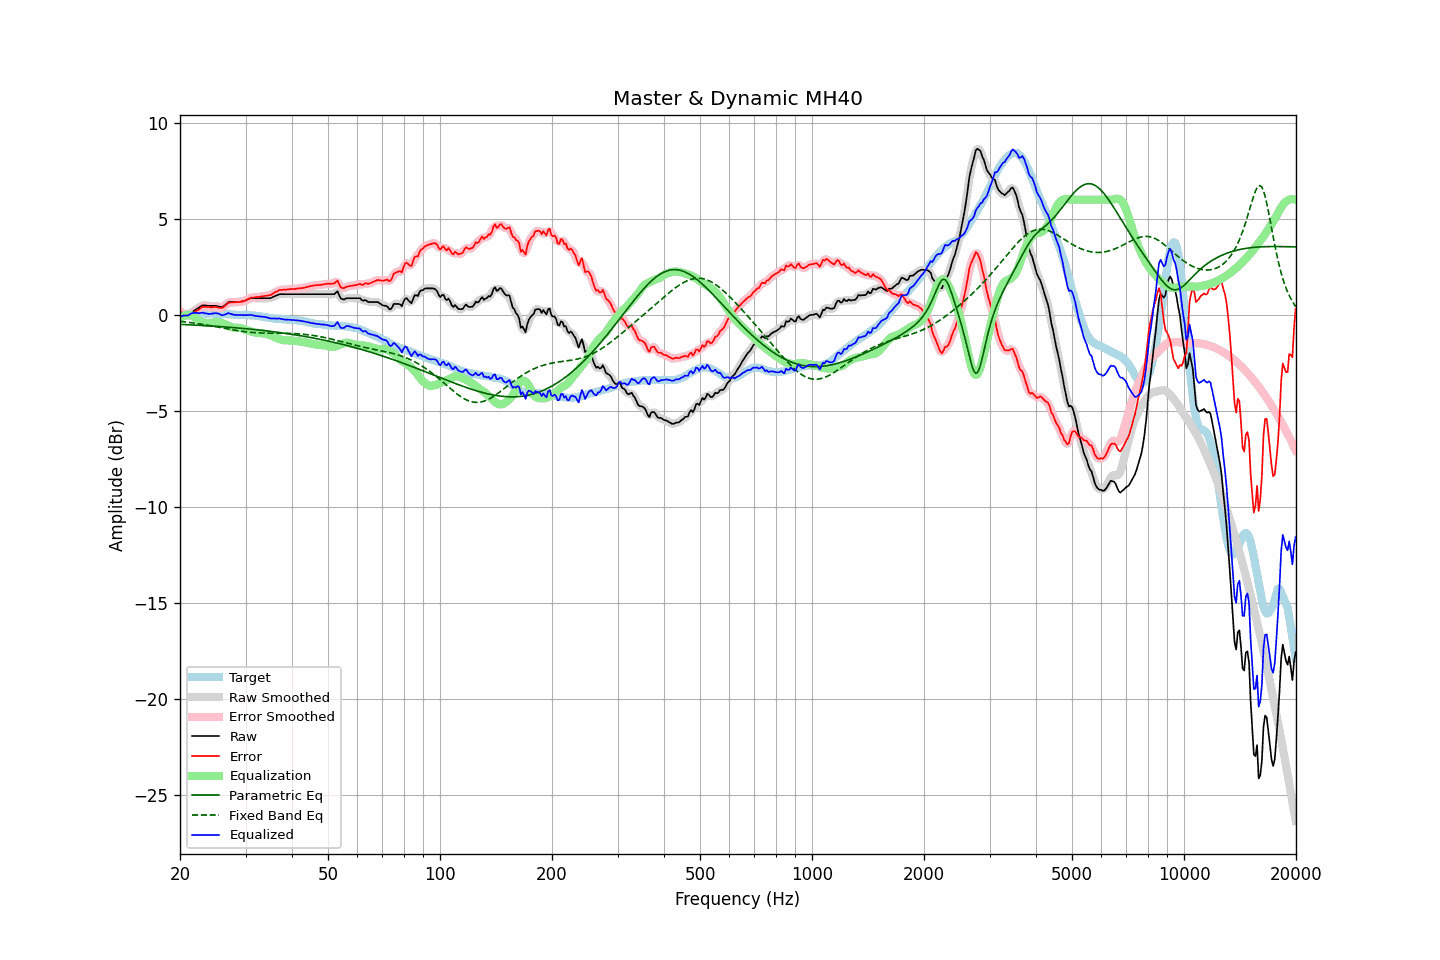 Master & Dynamic MH40
10
5
0
−5
−10
−15
−20
−25
Amplitude (dBr)
Target
Raw Smoothed
Error Smoothed
Raw
Error
Equalization
Parametric Eq
Fixed Band Eq
Equalized
20
50
100
200
500
1000
2000
5000
10000
20000
Frequency (Hz)